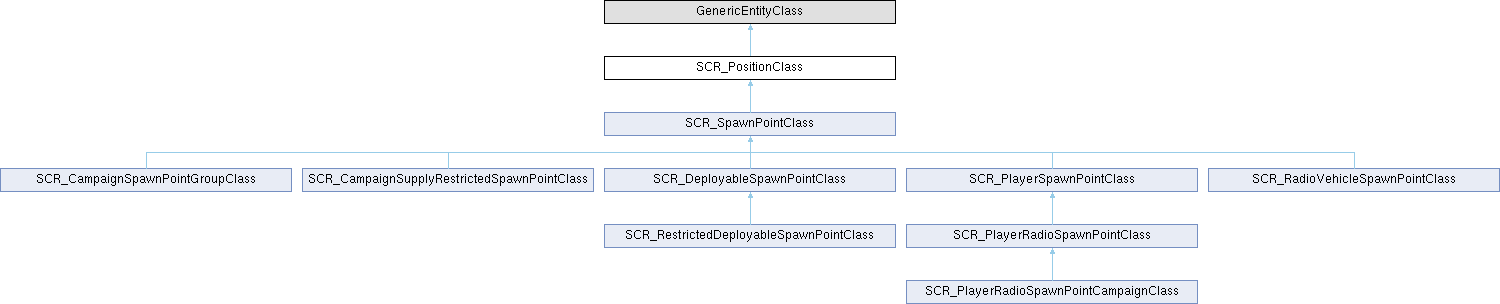 GenericEntityClass
SCR_PositionClass
SCR_SpawnPointClass
SCR_CampaignSpawnPointGroupClass
SCR_CampaignSupplyRestrictedSpawnPointClass
SCR_DeployableSpawnPointClass
SCR_PlayerSpawnPointClass
SCR_RadioVehicleSpawnPointClass
SCR_RestrictedDeployableSpawnPointClass
SCR_PlayerRadioSpawnPointClass
SCR_PlayerRadioSpawnPointCampaignClass